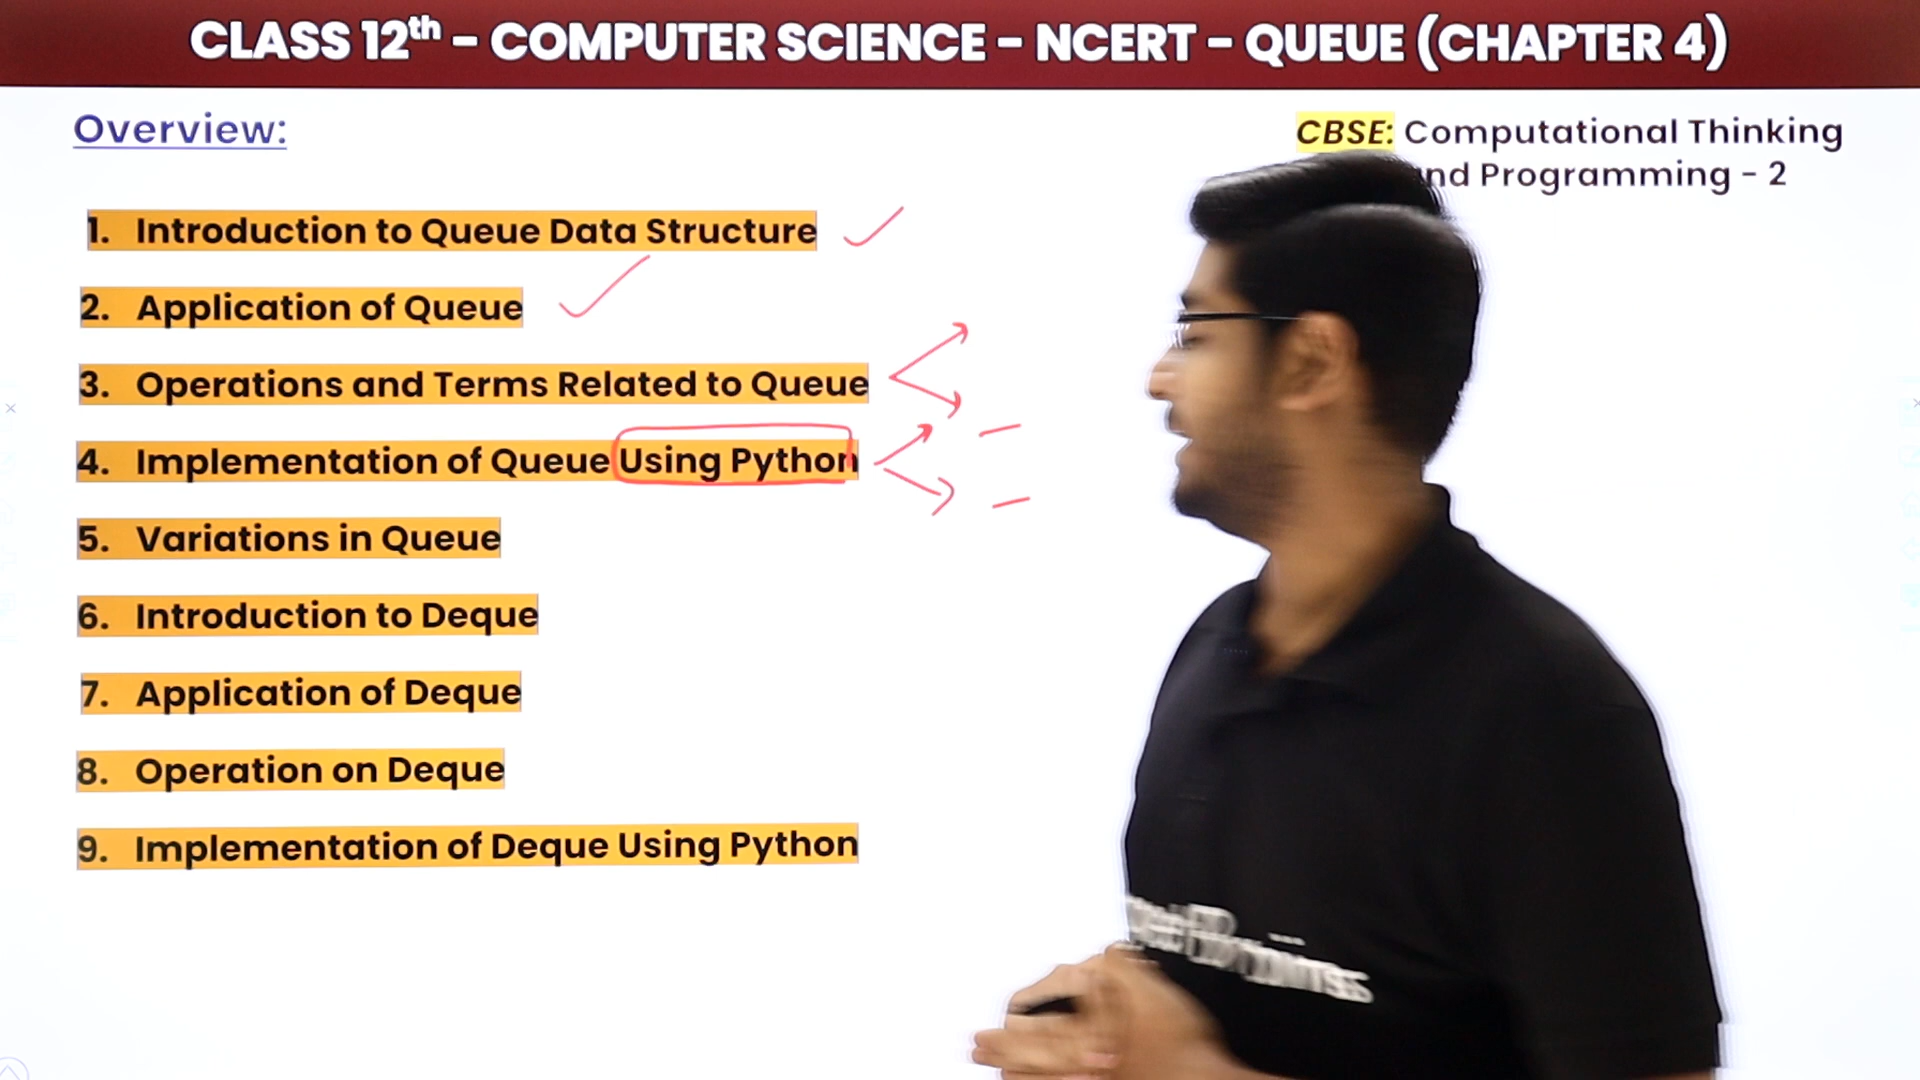 CLASS 12th - COMPUTER SCIENCE - NCERT - QUEUE (CHAPTER 4)
Overview:
CBSE: Computational Thinking
nd Programming - 2
1. Introduction to Queue Data Structure
2. Application of Queue
3. Operations and Terms Related to Queue
4. Implementation of Queue Using Python
5. Variations in Queue
6. Introduction to Deque
7. Application of Deque
8. Operation on Deque
9. Implementation of Deque Using Python